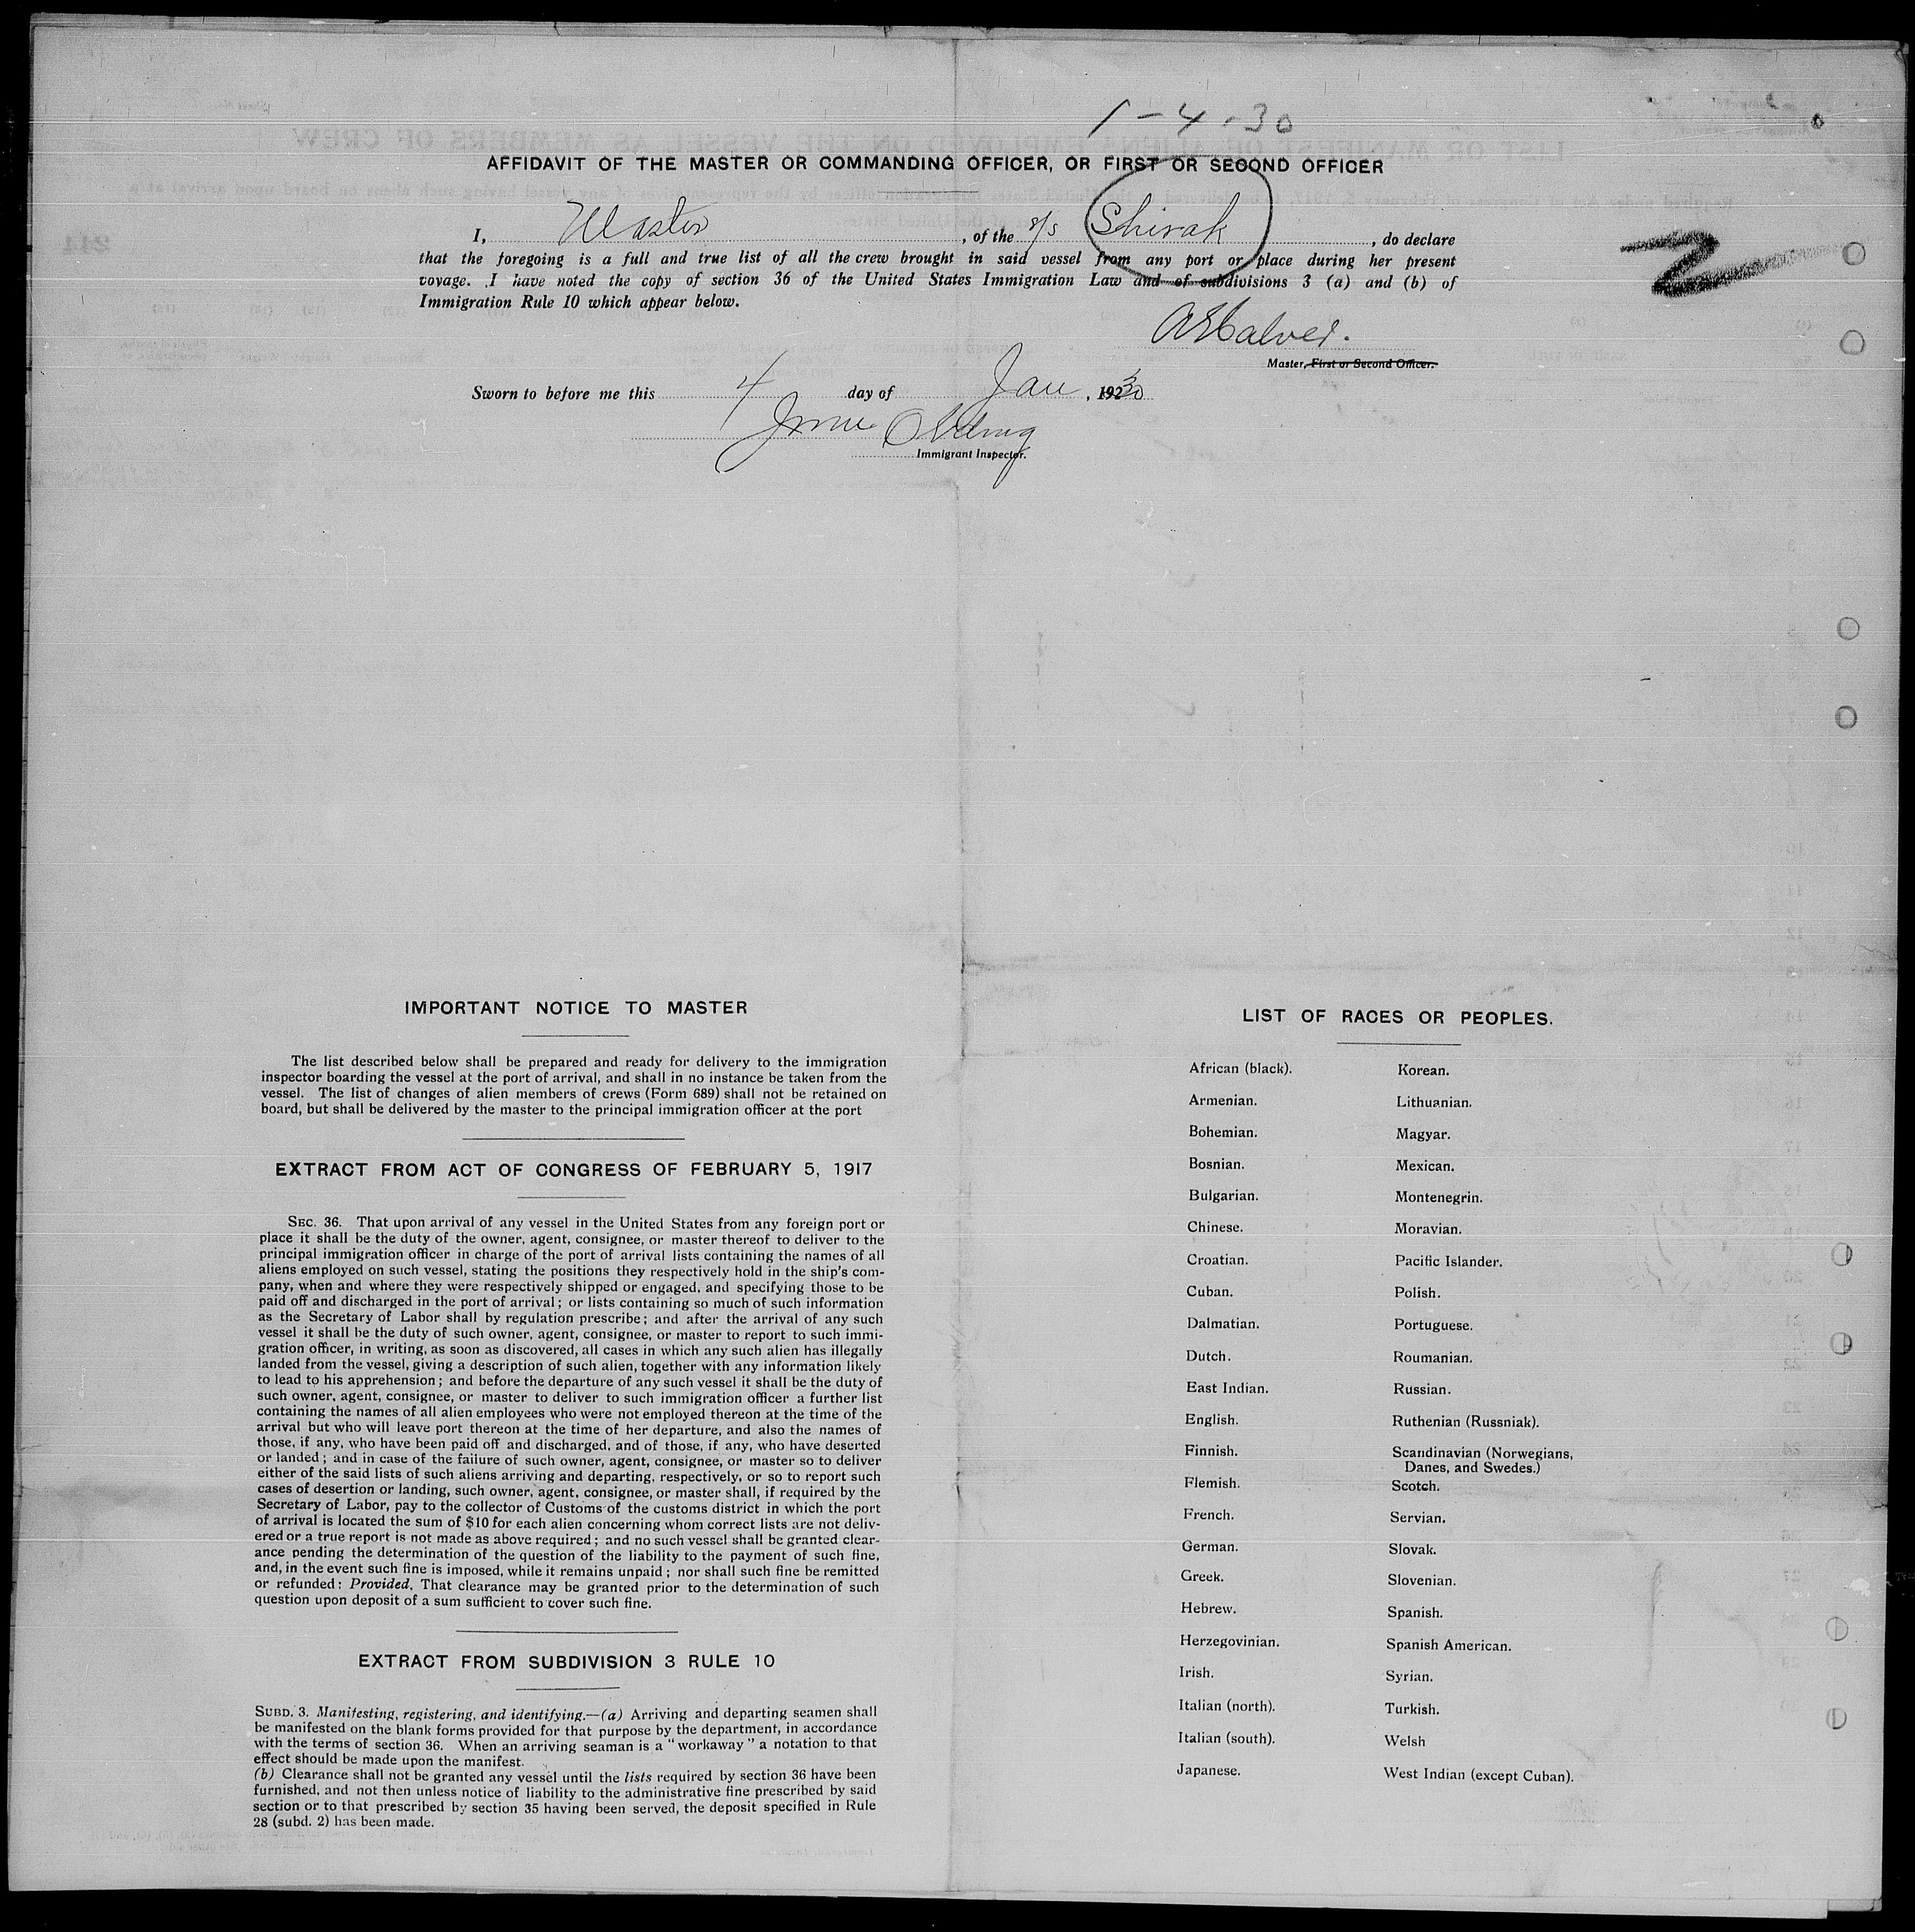 1-4-30
AFFIDAVIT OF THE MASTER OR COMMANDING OFFICER, OR FIRST OR SECOND OFFICER
I, Master, of the s/s Shirak, do declare
that the foregoing is a full and true list of all the crew brought in said vessel from any port or place during her present
voyage. I have noted the copy of section 36 of the United States Immigration Law and of subdivisions 3 (a) and (b) of
Immigration Rule 10 which appear below.
2
Master, First or Second Officer.
Sworn to before me this 4 day of Jan, 1930
Immigrant Inspector.
IMPORTANT NOTICE TO MASTER
The list described below shall be prepared and ready for delivery to the immigration
inspector boarding the vessel at the port of arrival, and shall in no instance be taken from the
vessel. The list of changes of alien members of crews (Form 689) shall not be retained on
board, but shall be delivered by the master to the principal immigration officer at the port
EXTRACT FROM ACT OF CONGRESS OF FEBRUARY 5, 1917
SEC. 36. That upon arrival of any vessel in the United States from any foreign port or
place it shall be the duty of the owner, agent, consignee, or master thereof to deliver to the
principal immigration officer in charge of the port of arrival lists containing the names of all
aliens employed on such vessel, stating the positions they respectively hold in the ship's com-
pany, when and where they were respectively shipped or engaged, and specifying those to be
paid off and discharged in the port of arrival; or lists containing so much of such information
as the Secretary of Labor shall by regulation prescribe; and after the arrival of any such
vessel it shall be the duty of such owner, agent, consignee, or master to report to such immi-
gration officer, in writing, as soon as discovered, all cases in which any such alien has illegally
landed from the vessel, giving a description of such alien, together with any information likely
to lead to his apprehension; and before the departure of any such vessel it shall be the duty of
such owner, agent, consignee, or master to deliver to such immigration officer a further list
containing the names of all alien employees who were not employed thereon at the time of the
arrival but who will leave port thereon at the time of her departure, and also the names of
those, if any, who have been paid off and discharged, and of those, if any, who have deserted
or landed; and in case of the failure of such owner, agent, consignee, or master so to deliver
either of the said lists of such aliens arriving and departing, respectively, or so to report such
cases of desertion or landing, such owner, agent, consignee, or master shall, if required by the
Secretary of Labor, pay to the collector of Customs of the customs district in which the port
of arrival is located the sum of $10 for each alien concerning whom correct lists are not deliv-
ered or a true report is not made as above required; and no such vessel shall be granted clear-
ance pending the determination of the question of the liability to the payment of such fine,
and, in the event such fine is imposed, while it remains unpaid; nor shall such fine be remitted
or refunded: Provided, That clearance may be granted prior to the determination of such
question upon deposit of a sum sufficient to cover such fine.
EXTRACT FROM SUBDIVISION 3 RULE 10
SUBD. 3. Manifesting, registering, and identifying.—(a) Arriving and departing seamen shall
be manifested on the blank forms provided for that purpose by the department, in accordance
with the terms of section 36. When an arriving seaman is a "workaway" a notation to that
effect should be made upon the manifest.
(b) Clearance shall not be granted any vessel until the lists required by section 36 have been
furnished, and not then unless notice of liability to the administrative fine prescribed by said
section or to that prescribed by section 35 having been served, the deposit specified in Rule
28 (subd. 2) has been made.
LIST OF RACES OR PEOPLES.
African (black).
Armenian.
Bohemian.
Bosnian.
Bulgarian.
Chinese.
Croatian.
Cuban.
Dalmatian.
Dutch.
East Indian.
English.
Finnish.
Flemish.
French.
German.
Greek.
Hebrew.
Herzegovinian.
Irish.
Italian (north).
Italian (south).
Japanese.
Korean.
Lithuanian.
Magyar.
Mexican.
Montenegrin.
Moravian.
Pacific Islander.
Polish.
Portuguese.
Roumanian.
Russian.
Ruthenian (Russniak).
Scandinavian (Norwegians,
Danes, and Swedes.)
Scotch.
Servian.
Slovak.
Slovenian.
Spanish.
Spanish American.
Syrian.
Turkish.
Welsh
West Indian (except Cuban).